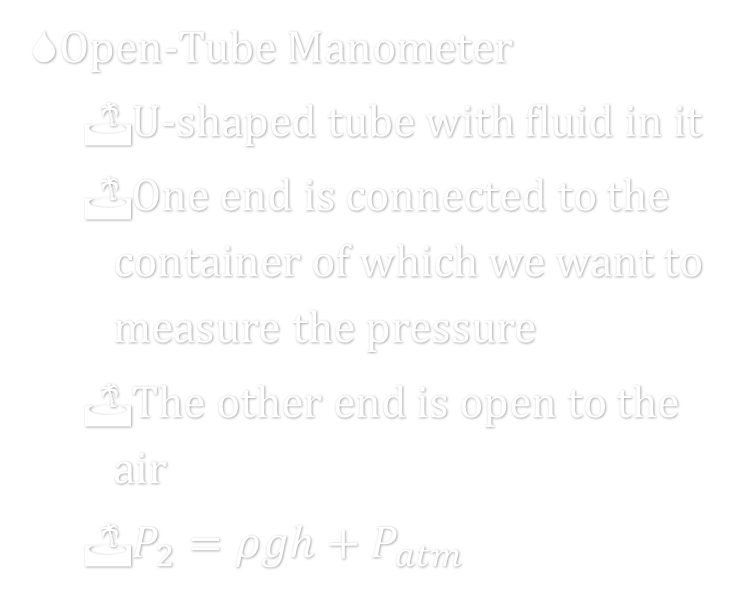 Open-Tube Manometer
U-shaped tube with fluid in it
One end is connected to the
container of which we want to
measure the pressure
The other end is open to the
air
P₂ = ρgh + Pₐₜₘ